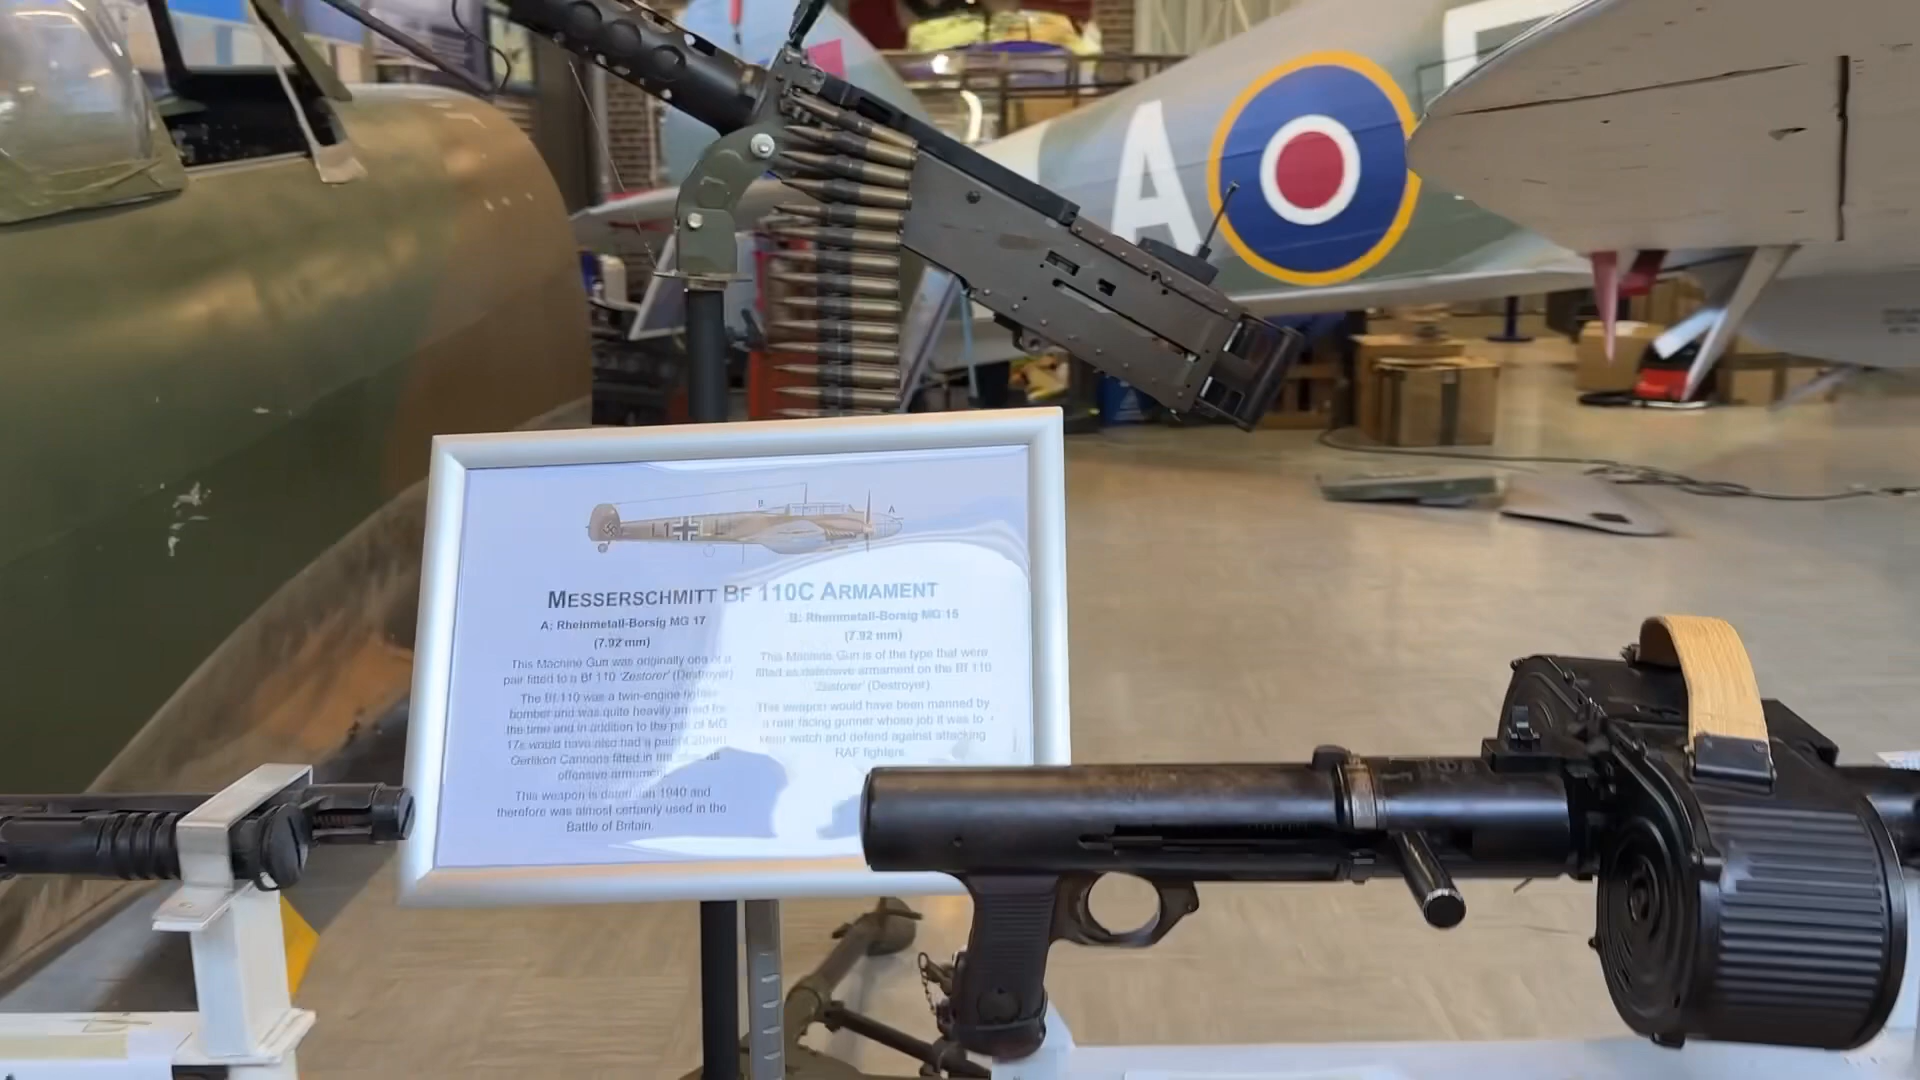 A
B
A
L1
MESSERSCHMITT BF 110C ARMAMENT
A: Rheinmetall-Borsig MG 17
(7.92 mm)
This Machine Gun was originally one of a
pair fitted to a Bf 110 'Zestorer' (Destroyer)
The Bf 110 was a twin-engine fighter
bomber and was quite heavily armed for
the time and in addition to the pair of MG
17s would have also had a pair of 20mm
Oerlikon Cannons fitted in the nose as
offensive armament.
This weapon is dated Jan 1940 and
therefore was almost certainly used in the
Battle of Britain.
B: Rheinmetall-Borsig MG 15
(7.92 mm)
This Machine Gun is of the type that were
fitted as defensive armament on the Bf 110
'Zestorer' (Destroyer)
This weapon would have been manned by
a rear facing gunner whose job it was to
keep watch and defend against attacking
RAF fighters.